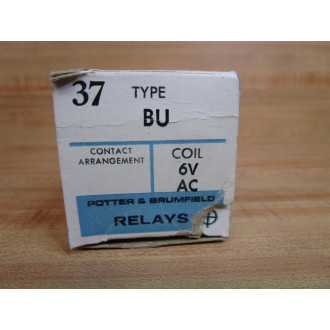 37 TYPE
BU
CONTACT
ARRANGEMENT
COIL
6V
AC
POTTER & BRUMFIELD
RELAYS